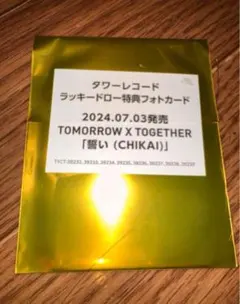 タワーレコード
ラッキードロー特典フォトカード
2024.07.03発売
TOMORROW X TOGETHER
「誓い (CHIKAI)」